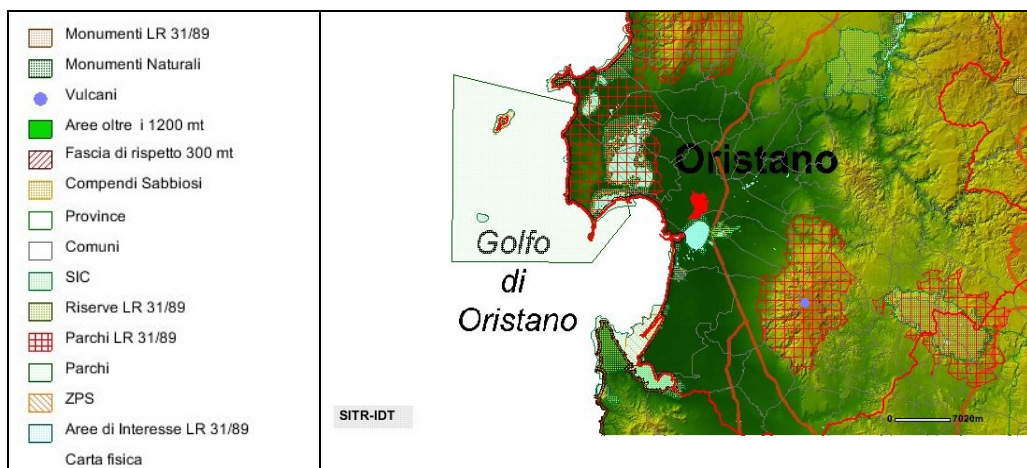 Monumenti LR 31/89
Monumenti Naturali
Vulcani
Aree oltre i 1200 mt
Fascia di rispetto 300 mt
Compendi Sabbiosi
Province
Comuni
SIC
Riserve LR 31/89
Parchi LR 31/89
Parchi
ZPS
Aree di Interesse LR 31/89
Carta fisica
Oristano
Golfo
di
Oristano
SITR-IDT
0 7020m